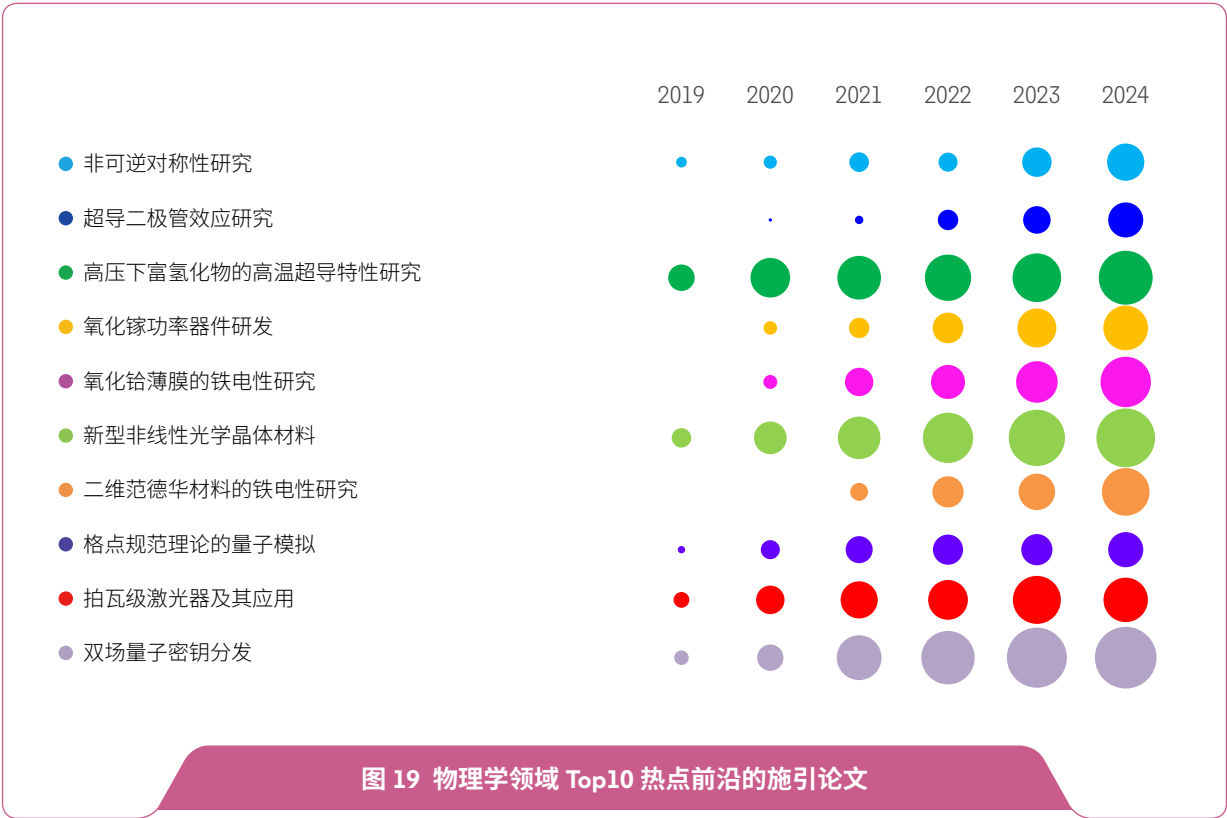 2019 2020 2021 2022 2023 2024
非可逆对称性研究
超导二极管效应研究
高压下富氢化物的高温超导特性研究
氧化镓功率器件研发
氧化铪薄膜的铁电性研究
新型非线性光学晶体材料
二维范德华材料的铁电性研究
格点规范理论的量子模拟
拍瓦级激光器及其应用
双场量子密钥分发
图 19 物理学领域 Top10 热点前沿的施引论文